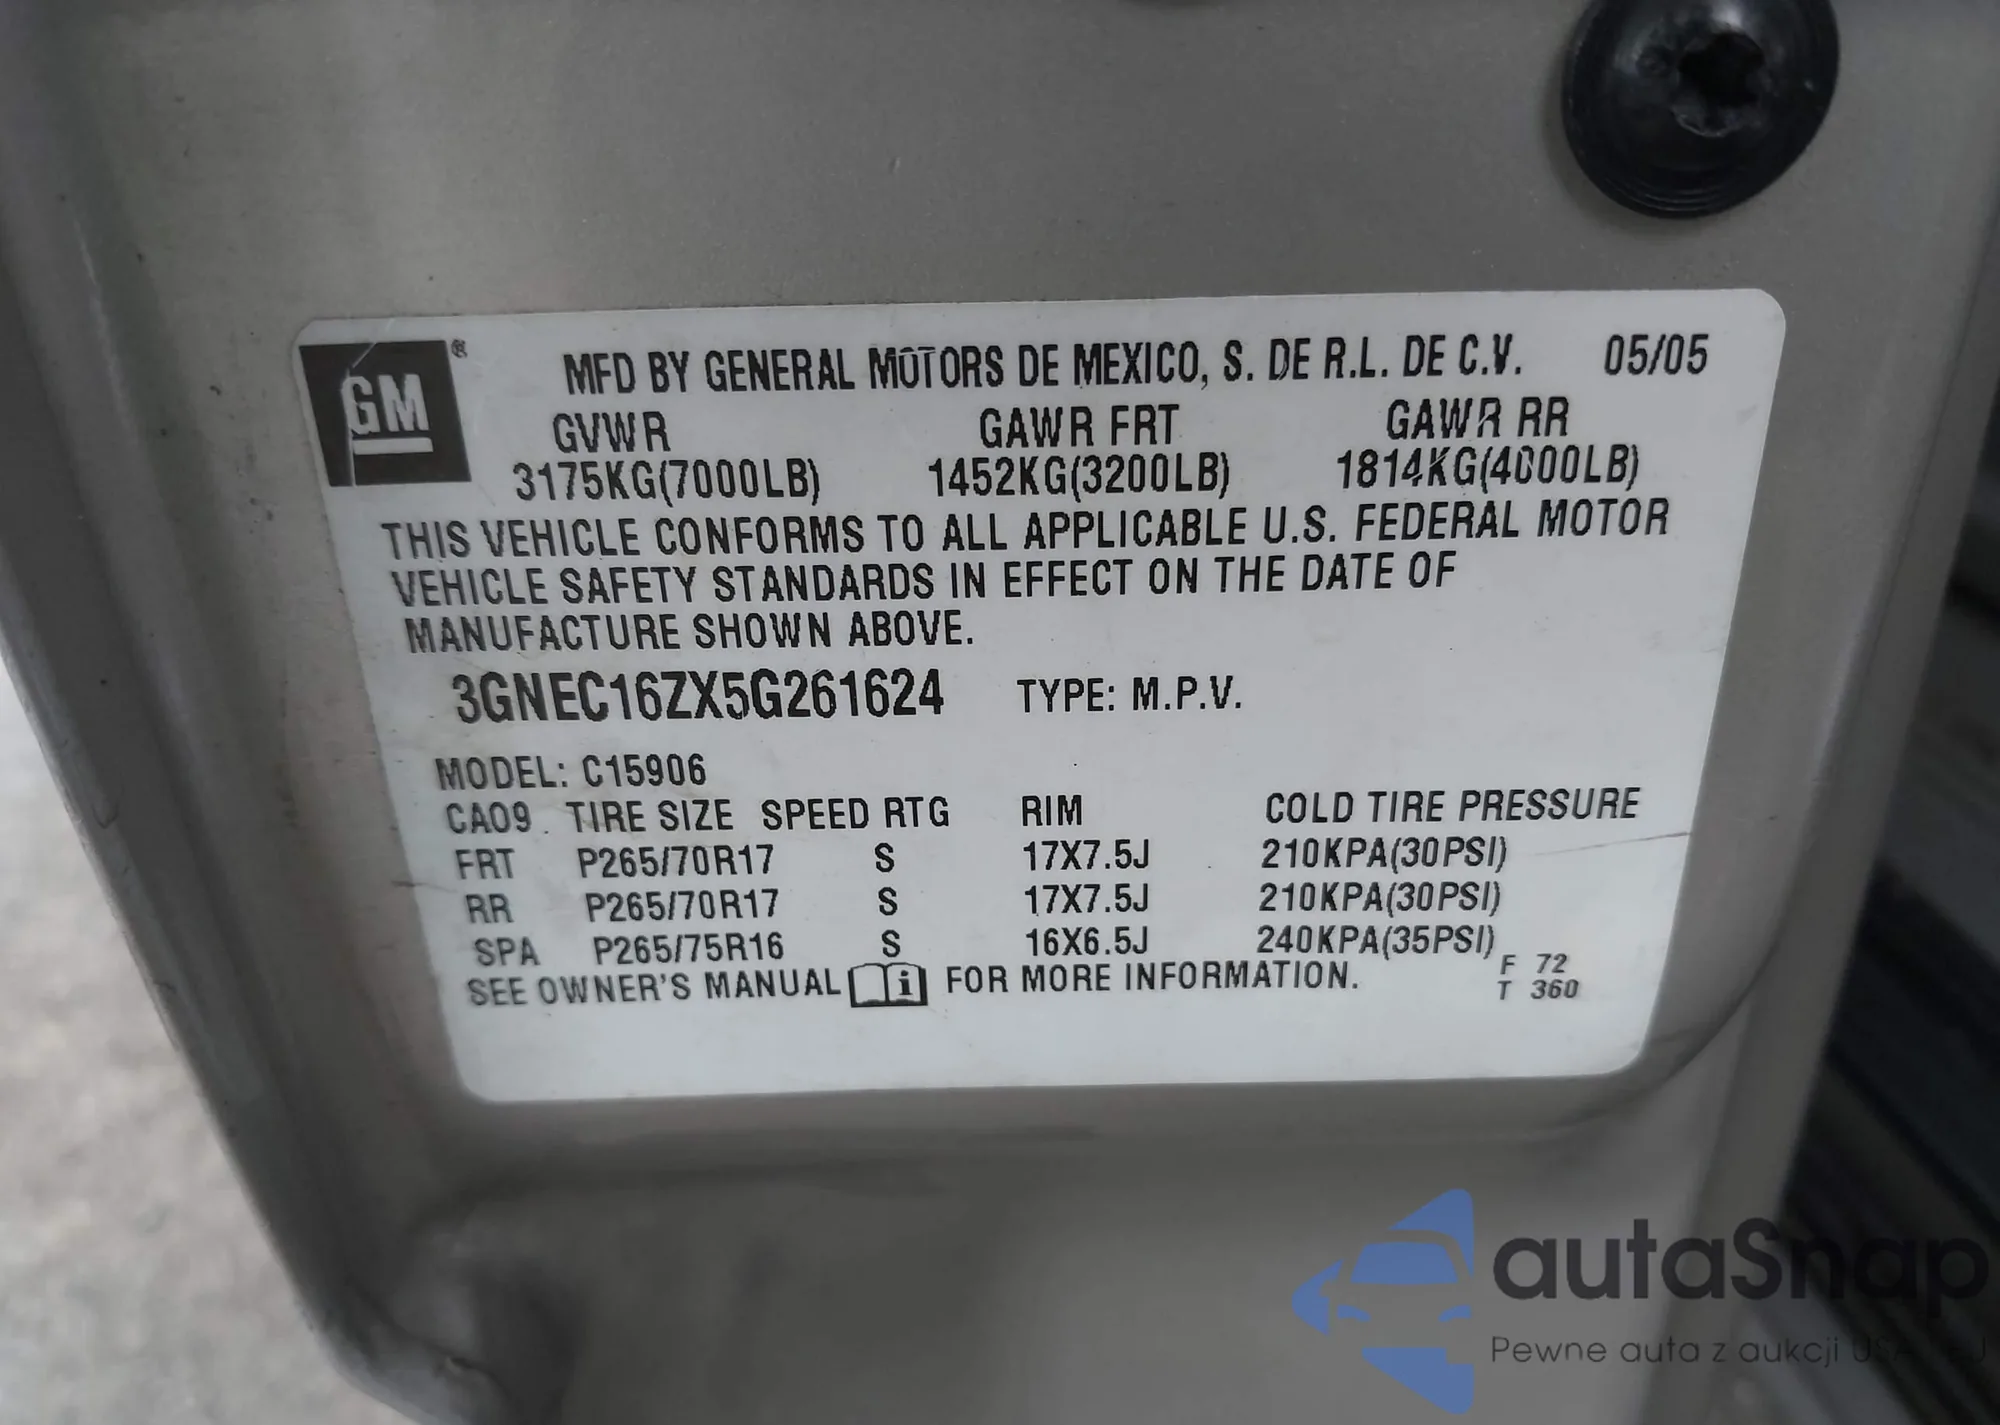 GM®
MFD BY GENERAL MOTORS DE MEXICO, S. DE R.L. DE C.V. 05/05
GVWR GAWR FRT GAWR RR
3175KG(7000LB) 1452KG(3200LB) 1814KG(4000LB)
THIS VEHICLE CONFORMS TO ALL APPLICABLE U.S. FEDERAL MOTOR
VEHICLE SAFETY STANDARDS IN EFFECT ON THE DATE OF
MANUFACTURE SHOWN ABOVE.
3GNEC16ZX5G261624 TYPE: M.P.V.
MODEL: C15906
CA09 TIRE SIZE SPEED RTG RIM COLD TIRE PRESSURE
FRT P265/70R17 S 17X7.5J 210KPA(30PSI)
RR P265/70R17 S 17X7.5J 210KPA(30PSI)
SPA P265/75R16 S 16X6.5J 240KPA(35PSI)
SEE OWNER'S MANUAL i FOR MORE INFORMATION.
F 72
T 360
autaSnap
Pewne auta z aukcji USA